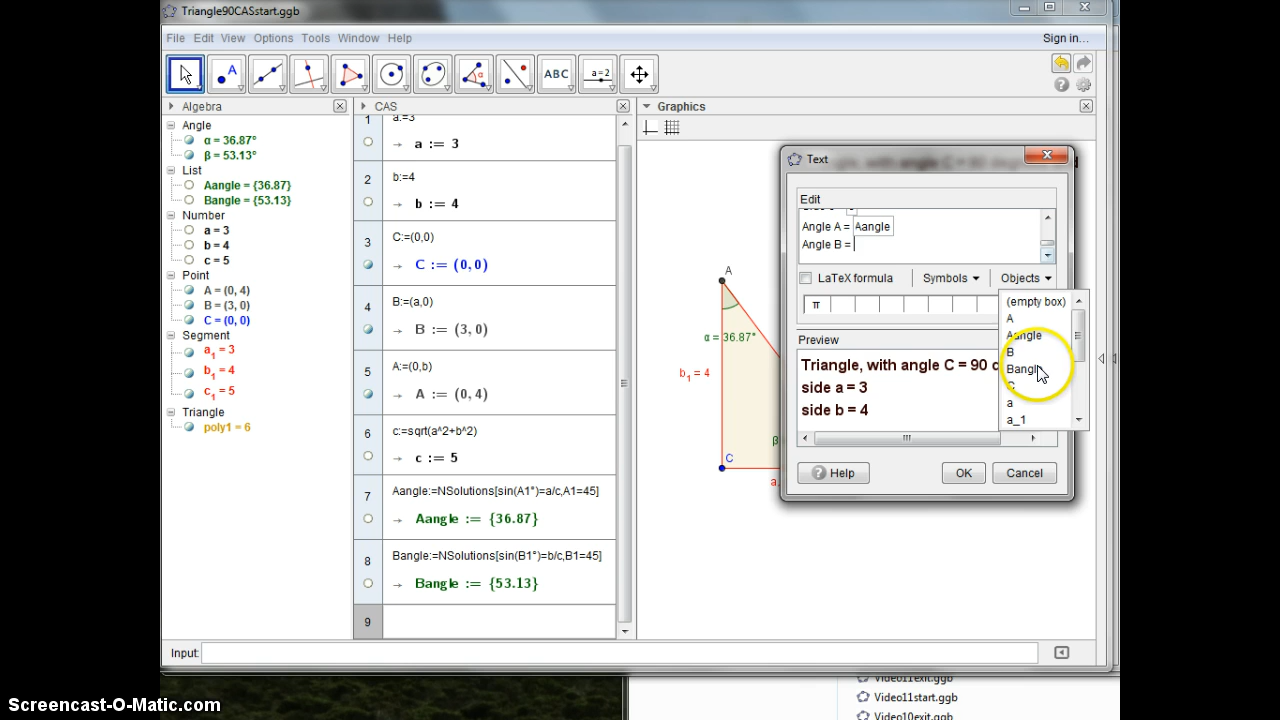 Triangle90CASstart.ggb
File Edit View Options Tools Window Help
Sign in...
A
α
ABC
a=2
Algebra
CAS
Graphics
Angle
α = 36.87°
β = 53.13°
List
Aangle = {36.87}
Bangle = {53.13}
Number
a = 3
b = 4
c = 5
Point
A = (0, 4)
B = (3, 0)
C = (0, 0)
Segment
a₁ = 3
b₁ = 4
c₁ = 5
Triangle
poly1 = 6
1
a:=3
→ a := 3
2
b:=4
→ b := 4
3
C:=(0,0)
→ C := (0, 0)
4
B:=(a,0)
→ B := (3, 0)
5
A:=(0,b)
→ A := (0, 4)
6
c:=sqrt(a^2+b^2)
→ c := 5
7
Aangle:=NSolutions[sin(A1°)=a/c,A1=45]
→ Aangle := {36.87}
8
Bangle:=NSolutions[sin(B1°)=b/c,B1=45]
→ Bangle := {53.13}
9
A
α = 36.87°
b₁ = 4
C
β
a
Text
Edit
Angle A = Aangle
Angle B =
LaTeX formula
Symbols
Objects
π
(empty box)
A
Aangle
B
Bangle
C
a
a_1
Preview
Triangle, with angle C = 90 d
side a = 3
side b = 4
Help
OK
Cancel
Input:
Video11exit.ggb
Video11start.ggb
Video10exit.ggb
Screencast-O-Matic.com